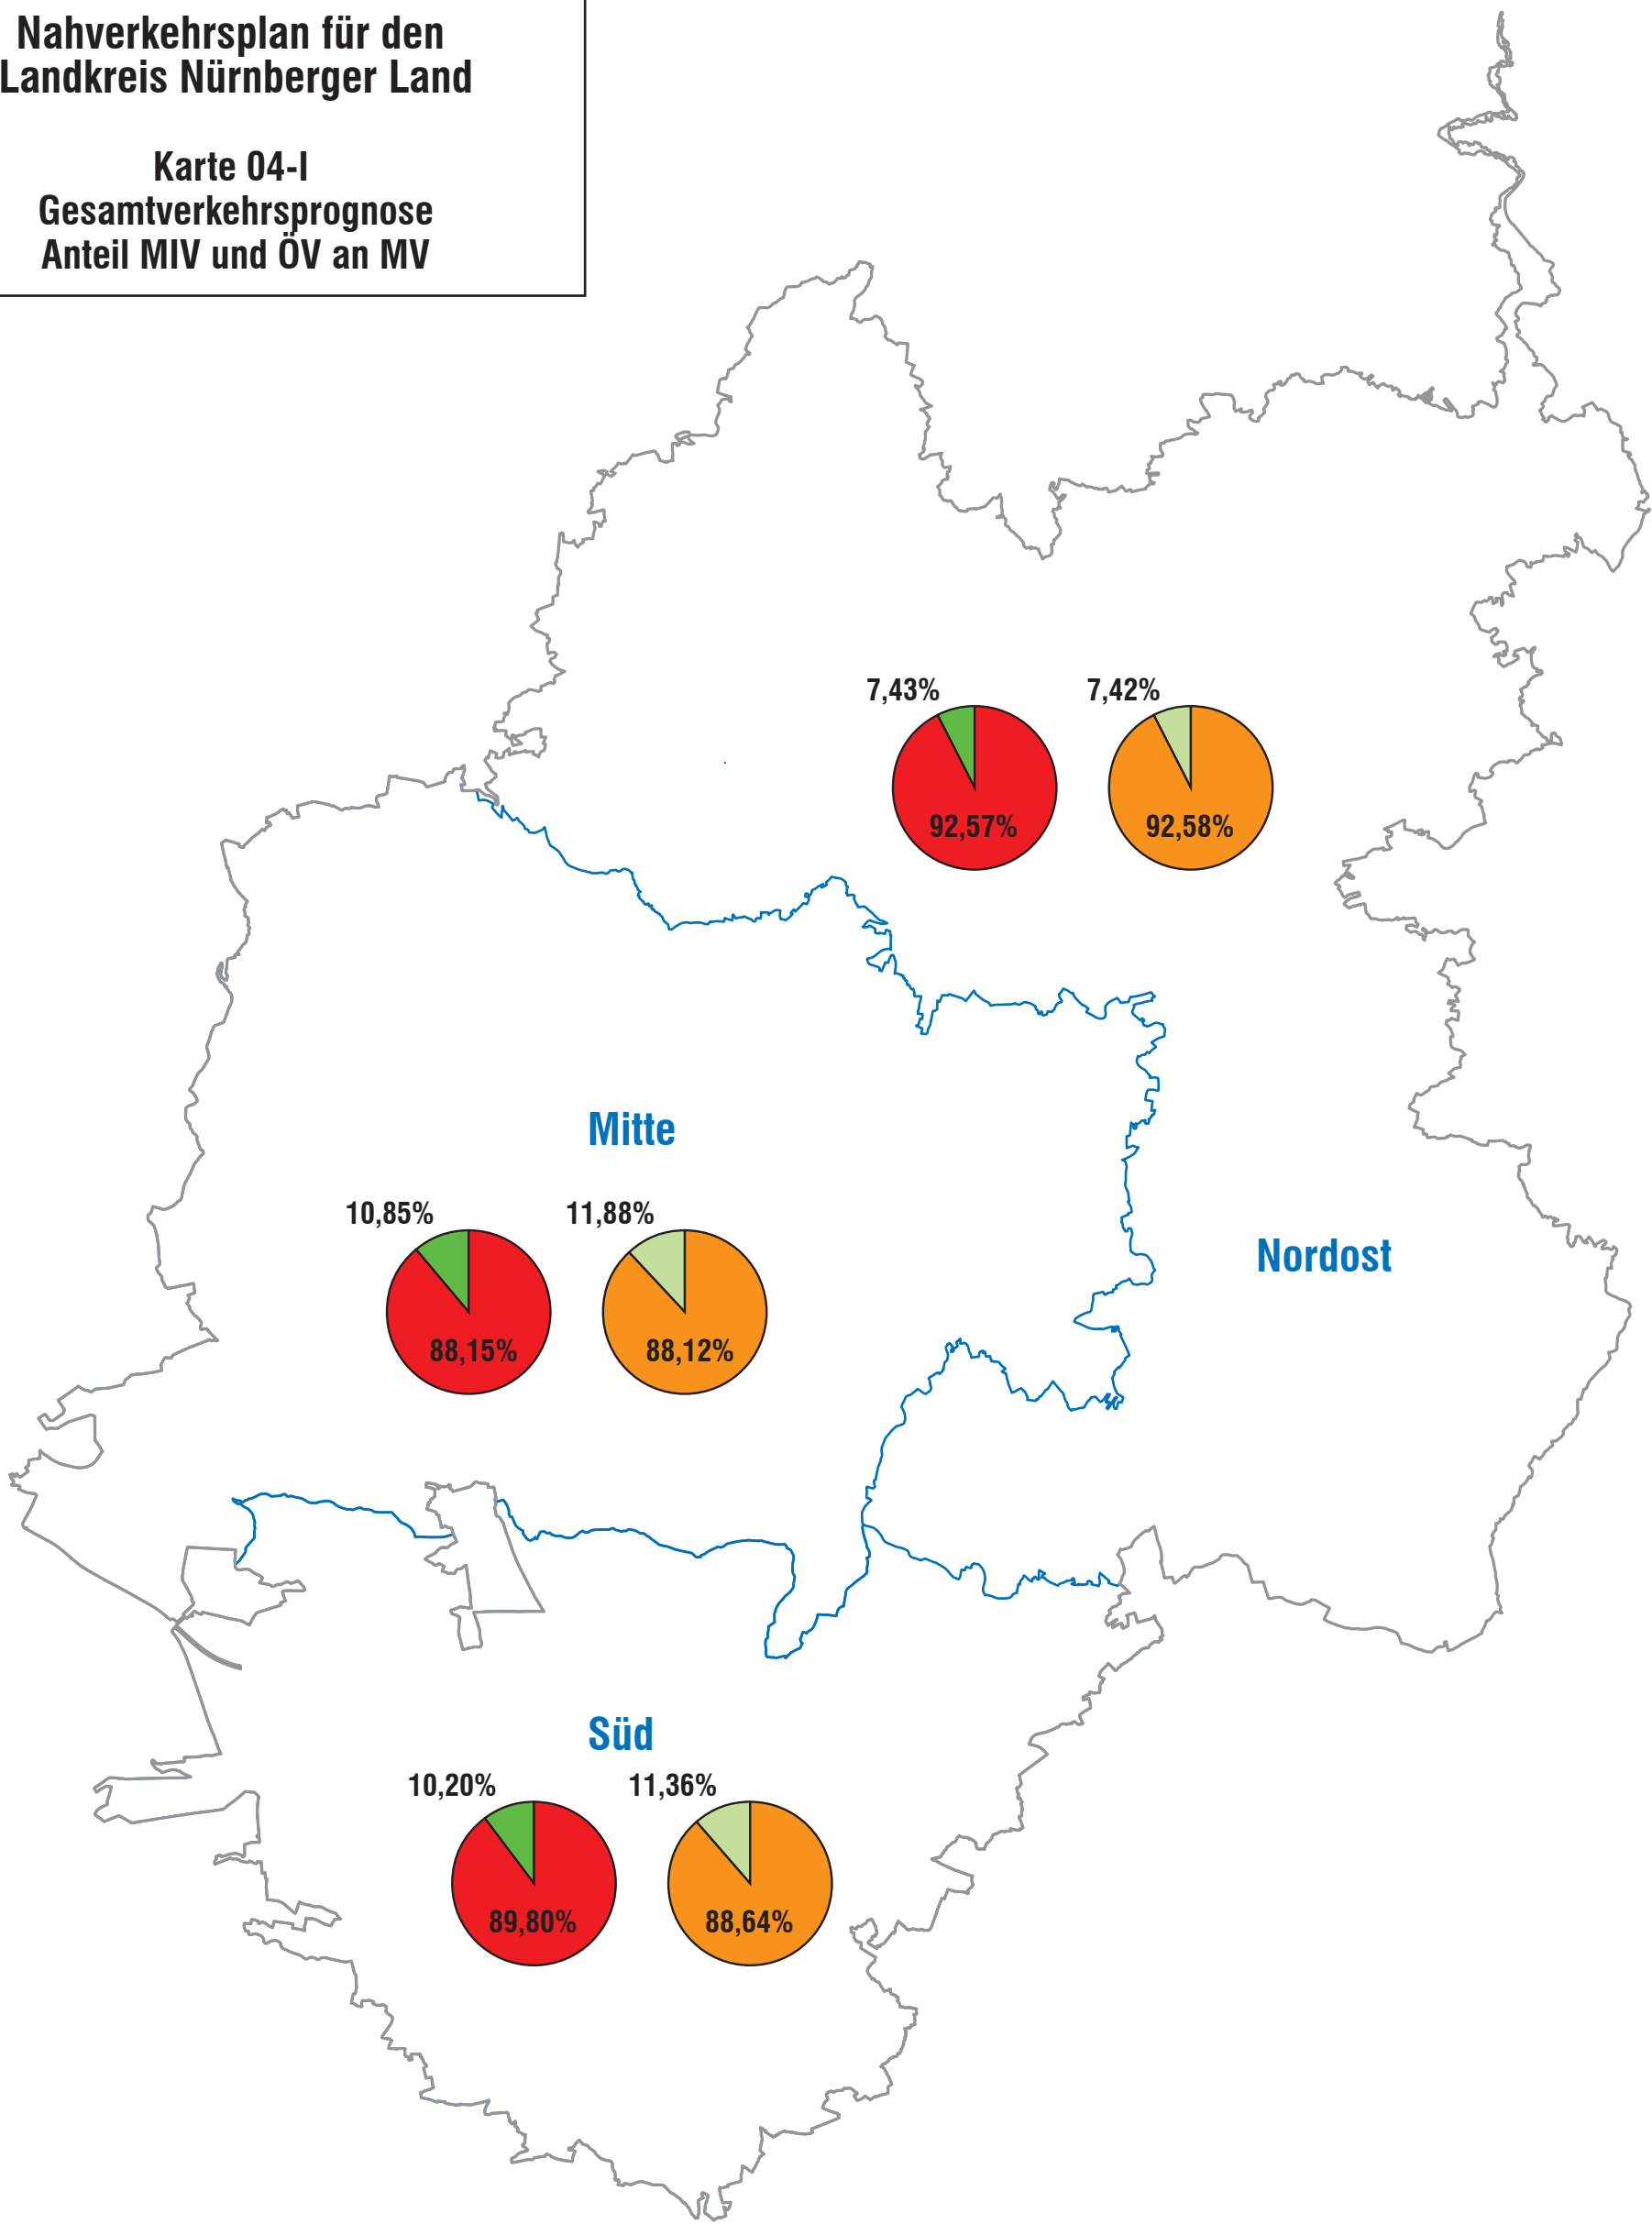 Nahverkehrsplan für den
Landkreis Nürnberger Land
Karte 04-I
Gesamtverkehrsprognose
Anteil MIV und ÖV an MV
7,43% 7,42%
92,57% 92,58%
Mitte
10,85% 11,88%
Nordost
88,15% 88,12%
Süd
10,20% 11,36%
89,80% 88,64%